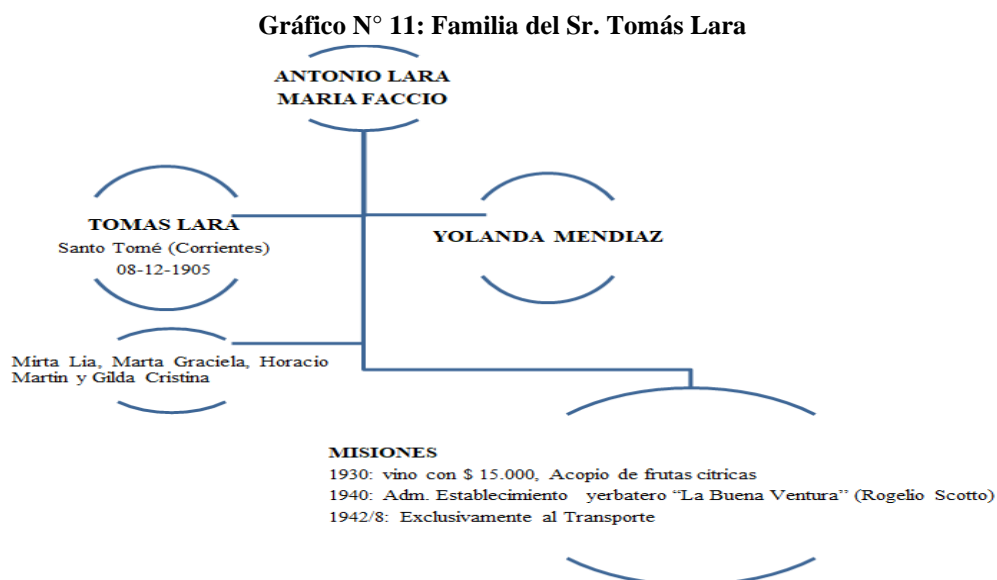 Gráfico N° 11: Familia del Sr. Tomás Lara
ANTONIO LARA
MARIA FACCIO
TOMAS LARA
Santo Tomé (Corrientes)
08-12-1905
YOLANDA MENDIAZ
Mirta Lia, Marta Graciela, Horacio
Martin y Gilda Cristina
MISIONES
1930: vino con $ 15.000, Acopio de frutas citricas
1940: Adm. Establecimiento yerbatero “La Buena Ventura” (Rogelio Scotto)
1942/8: Exclusivamente al Transporte